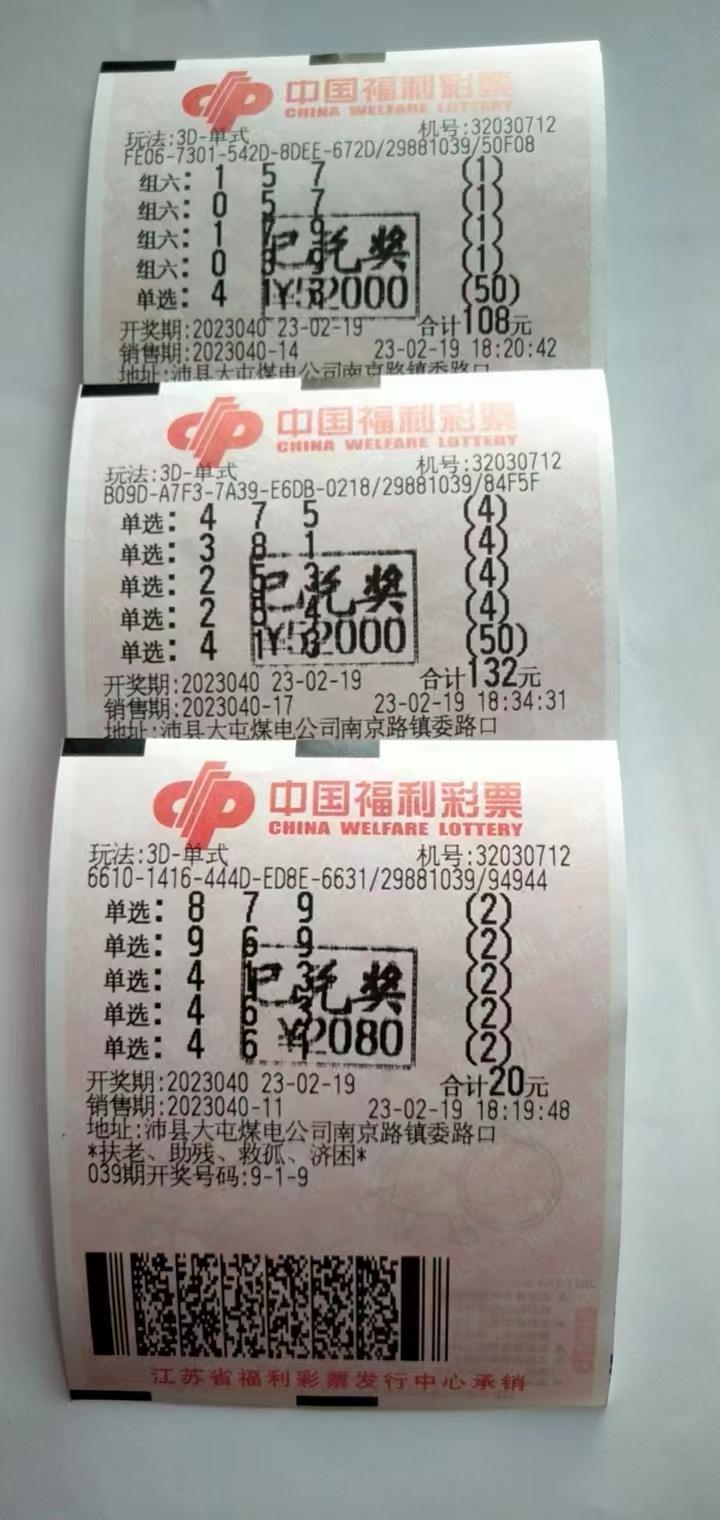 中国福利彩票
CHINA WELFARE LOTTERY
玩法:3D-单式 机号:32030712
FE06-7301-542D-8DEE-672D/29881039/50F08
组六: 1 5 7 (1)
组六: 0 5 7 (1)
组六: 1 7 9 (1)
组六: 0 9 (1)
单选: 4 (50)
已兑奖
¥52000
开奖期:2023040 23-02-19 合计108元
销售期:2023040-14 23-02-19 18:20:42
地址:沛县大屯煤电公司南京路镇委路口
中国福利彩票
CHINA WELFARE LOTTERY
玩法:3D-单式 机号:32030712
B09D-A7F3-7A39-E6DB-0218/29881039/84F5F
单选: 4 7 5 (4)
单选: 3 8 1 (4)
单选: 2 5 3 (4)
单选: 2 4 (4)
单选: 4 1 3 (50)
已兑奖
¥52000
开奖期:2023040 23-02-19 合计132元
销售期:2023040-17 23-02-19 18:34:31
地址:沛县大屯煤电公司南京路镇委路口
中国福利彩票
CHINA WELFARE LOTTERY
玩法:3D-单式 机号:32030712
6610-1416-444D-ED8E-6631/29881039/94944
单选: 8 7 9 (2)
单选: 9 6 9 (2)
单选: 4 1 3 (2)
单选: 4 6 (2)
单选: 4 6 1 (2)
已兑奖
¥2080
开奖期:2023040 23-02-19 合计20元
销售期:2023040-11 23-02-19 18:19:48
地址:沛县大屯煤电公司南京路镇委路口
*扶老、助残、救孤、济困*
039期开奖号码:9-1-9
江苏省福利彩票发行中心承销